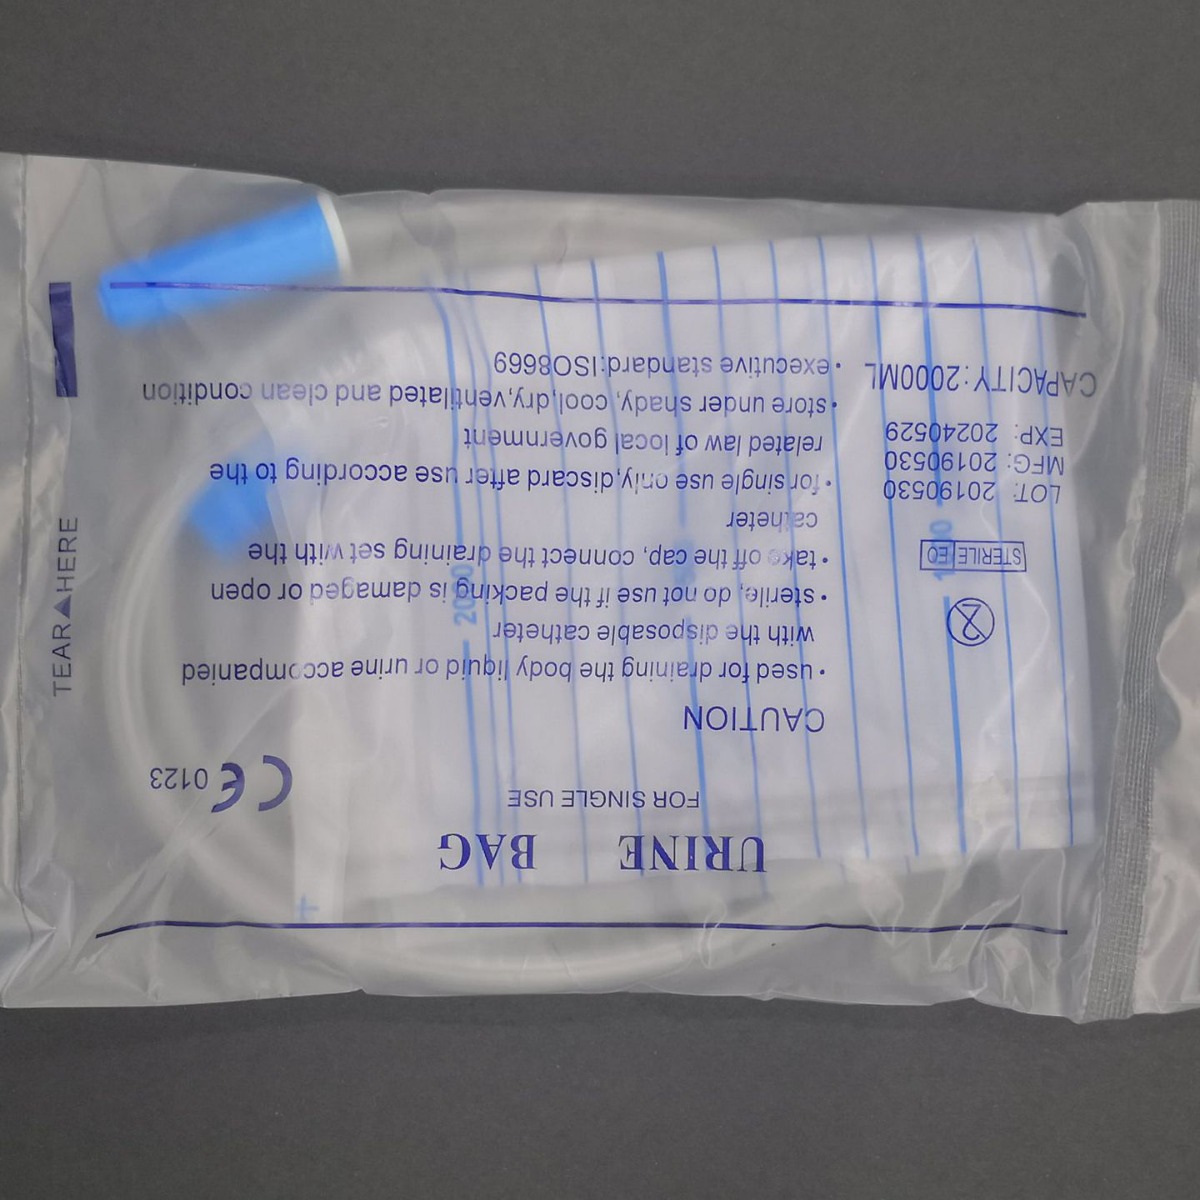 URINE BAG
FOR SINGLE USE
CE 0123
CAUTION
• used for draining the body liquid or urine accompanied
with the disposable catheter
• sterile, do not use if the packing is damaged or open
• take off the cap, connect the draining set with the
catheter
• for single use only,discard after use according to the
related law of local government
• store under shady, cool,dry,ventilated and clean condition
• executive standard:ISO8669
2
STERILE EO
LOT: 20190530
MFG: 20190530
EXP: 20240529
CAPACITY:2000ML
TEAR▲HERE